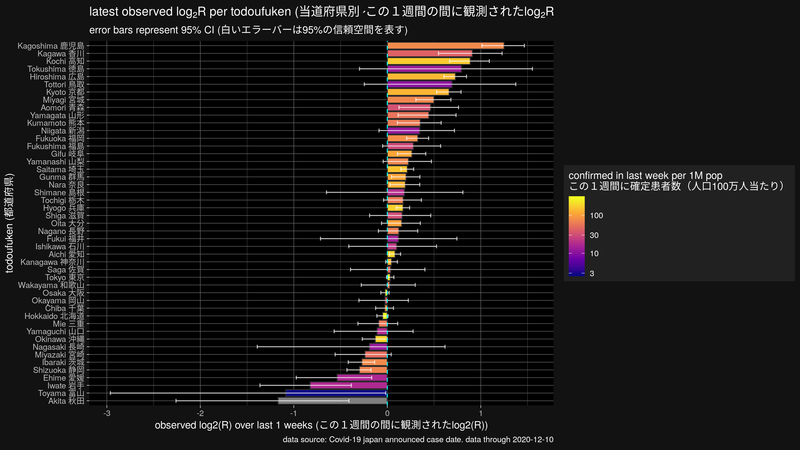 latest observed log₂R per todoufuken (当道府県別・この１週間の間に観測されたlog₂R
error bars represent 95% CI (白いエラーバーは95%の信頼空間を表す)
todoufuken (都道府県)
Kagoshima 鹿児島
Kagawa 香川
Kochi 高知
Tokushima 徳島
Hiroshima 広島
Tottori 鳥取
Kyoto 京都
Miyagi 宮城
Aomori 青森
Yamagata 山形
Kumamoto 熊本
Niigata 新潟
Fukuoka 福岡
Fukushima 福島
Gifu 岐阜
Yamanashi 山梨
Saitama 埼玉
Gunma 群馬
Nara 奈良
Shimane 島根
Tochigi 栃木
Hyogo 兵庫
Shiga 滋賀
Oita 大分
Nagano 長野
Fukui 福井
Ishikawa 石川
Aichi 愛知
Kanagawa 神奈川
Saga 佐賀
Tokyo 東京
Wakayama 和歌山
Osaka 大阪
Okayama 岡山
Chiba 千葉
Hokkaido 北海道
Mie 三重
Yamaguchi 山口
Okinawa 沖縄
Nagasaki 長崎
Miyazaki 宮崎
Ibaraki 茨城
Shizuoka 静岡
Ehime 愛媛
Iwate 岩手
Toyama 富山
Akita 秋田
-3 -2 -1 0 1
observed log2(R) over last 1 weeks (この１週間の間に観測されたlog2(R))
data source: Covid-19 japan announced case date. data through 2020-12-10
confirmed in last week per 1M pop
この１週間に確定患者数（人口100万人当たり）
100
30
10
3